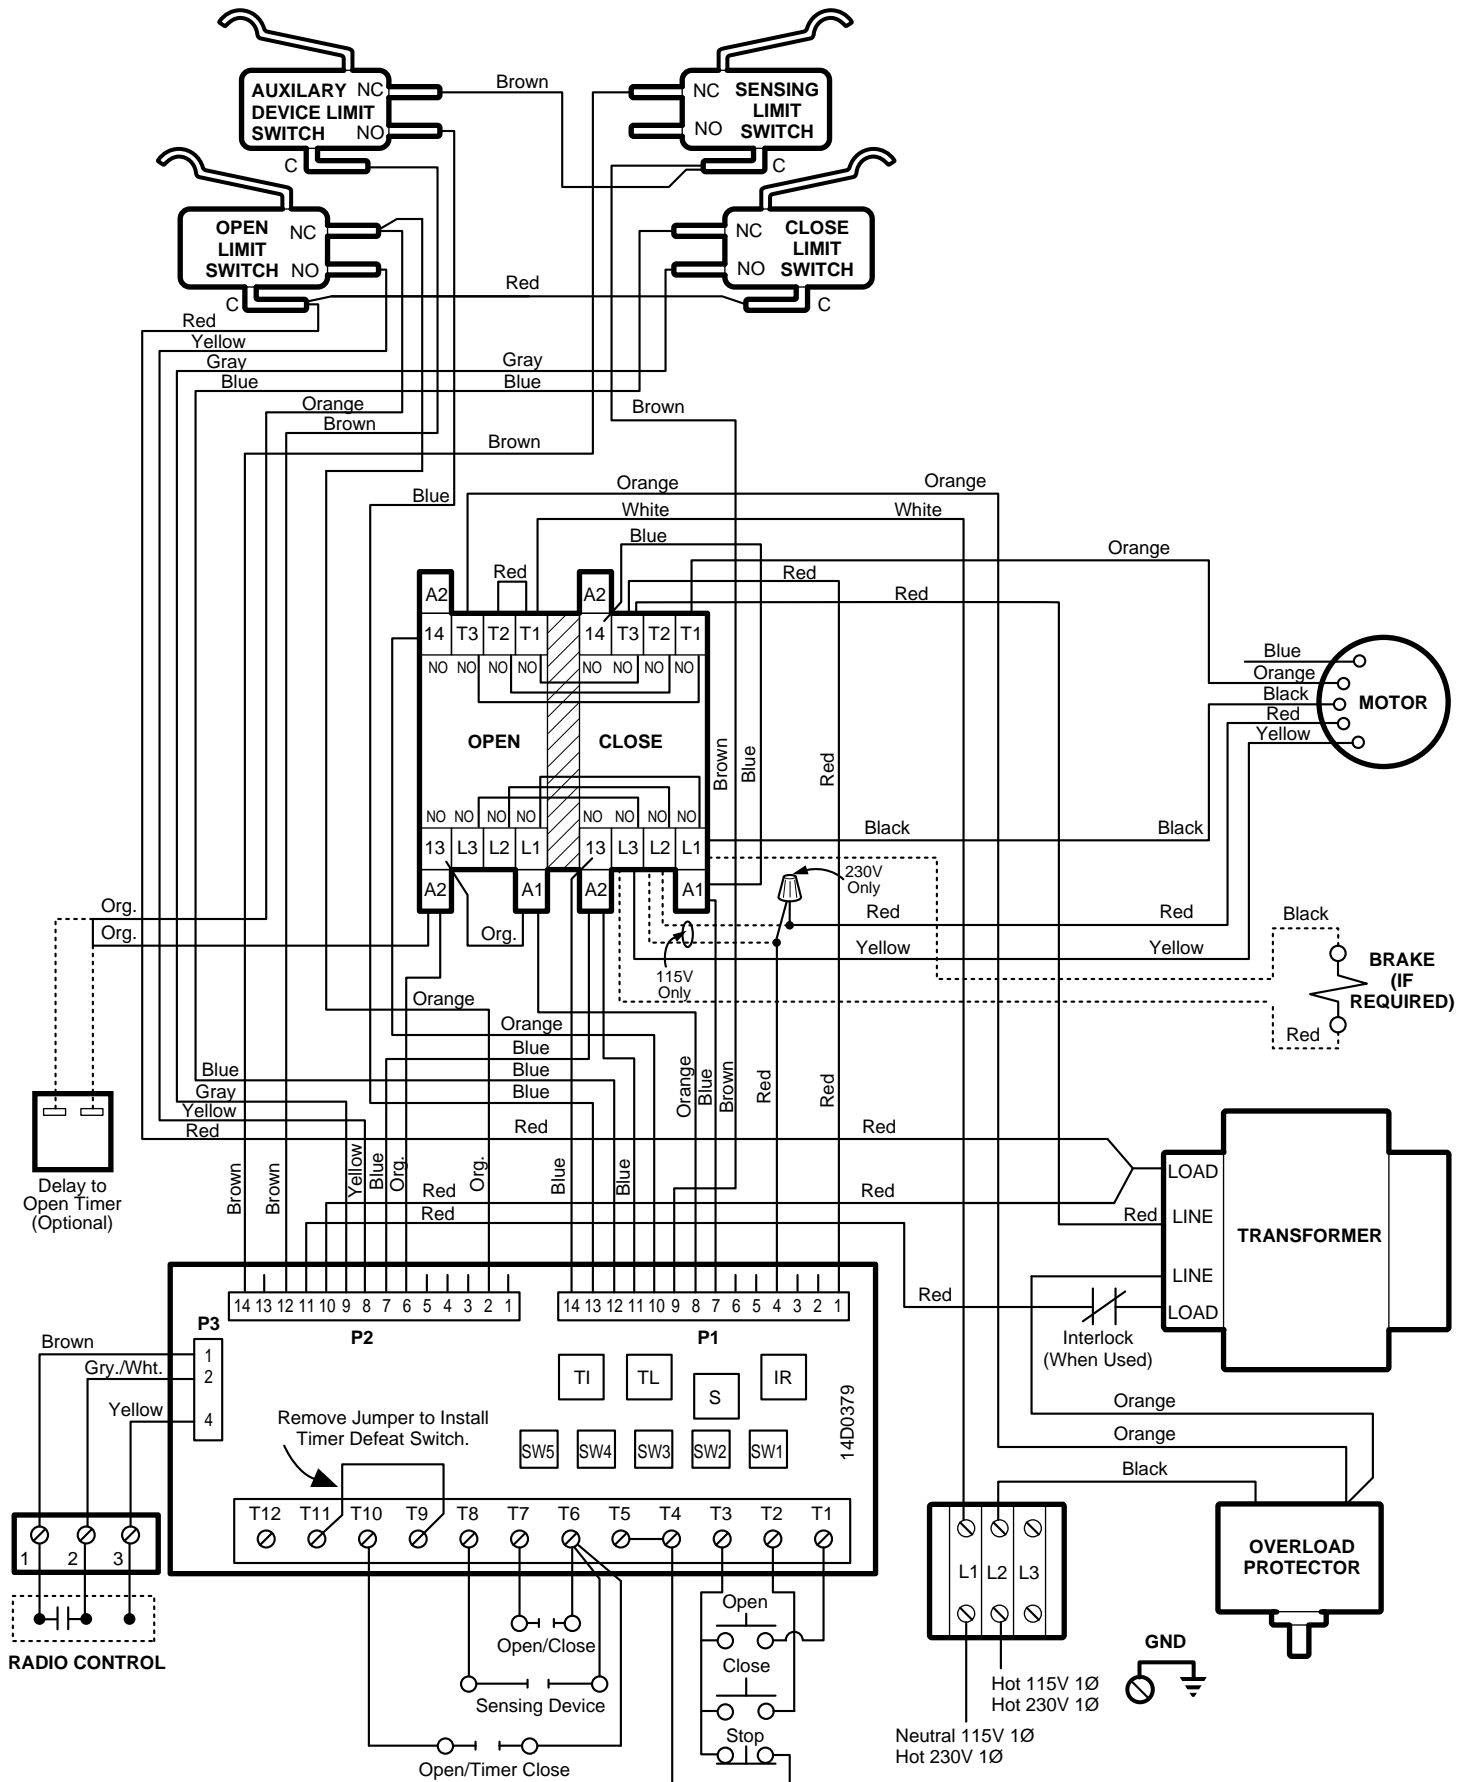 AUXILARY NC
DEVICE LIMIT
SWITCH NO
C
Brown
NC SENSING
LIMIT
NO SWITCH
C
OPEN
NC
LIMIT
SWITCH NO
C
Red
NC CLOSE
LIMIT
NO SWITCH
C
Red
Yellow
Gray Gray
Blue Blue
Orange Brown
Brown
Brown
Blue
Orange Orange
White White
Blue
Orange
Red Red
Red
A2 A2
14 T3 T2 T1 14 T3 T2 T1
NO NO NO NO NO NO NO NO
Blue
Orange
Black
Red
Yellow
MOTOR
OPEN CLOSE
Brown
Blue
Red
NO NO NO NO NO NO NO NO
Black Black
13 L3 L2 L1 13 L3 L2 L1
A2 A1 A2 A1
230V
Only
Org.
Org.
Org.
Red Red
Black
Yellow Yellow
115V
Only
BRAKE
(IF
REQUIRED)
Red
Orange
Orange
Blue
Blue Blue
Gray Blue
Yellow
Red Red Red
Orange
Blue
Brown
Red
Red
Delay to
Open Timer
(Optional)
Brown
Brown
Yellow
Blue
Org.
Org.
Blue
Blue
Red Red
Red
LOAD
Red LINE
TRANSFORMER
LINE
LOAD
Red
Interlock
(When Used)
14 13 12 11 10 9 8 7 6 5 4 3 2 1
14 13 12 11 10 9 8 7 6 5 4 3 2 1
P3
P2 P1
Brown
1
Gry./Wht.
2
Yellow
4
TI TL S IR
14D0379
Remove Jumper to Install
Timer Defeat Switch.
SW5 SW4 SW3 SW2 SW1
Orange
Orange
Black
T12 T11 T10 T9 T8 T7 T6 T5 T4 T3 T2 T1
1 2 3
RADIO CONTROL
L1 L2 L3
OVERLOAD
PROTECTOR
Open/Close
Open
Sensing Device
Close
Open/Timer Close
Stop
GND
Hot 115V 1Ø
Hot 230V 1Ø
Neutral 115V 1Ø
Hot 230V 1Ø